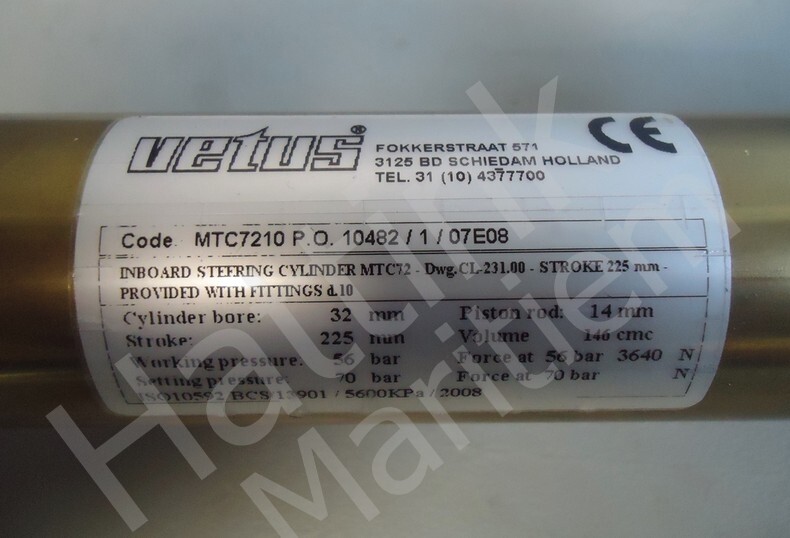 vetus®
FOKKERSTRAAT 571
3125 BD SCHIEDAM HOLLAND
TEL. 31 (10) 4377700
CE
Code. MTC7210 P.O. 10482 / 1 / 07E08
INBOARD STEERING CYLINDER MTC72 - Dwg.CL-231.00 - STROKE 225 mm -
PROVIDED WITH FITTINGS d.10
Cylinder bore: 32 mm Piston rod: 14 mm
Stroke: 225 mm Volume 146 cmc
Working pressure: 56 bar Force at 56 bar 3640 N
Setting pressure: 70 bar Force at 70 bar N
ISO10592 / 5600KPa / 2008
Hattink
Maritiem